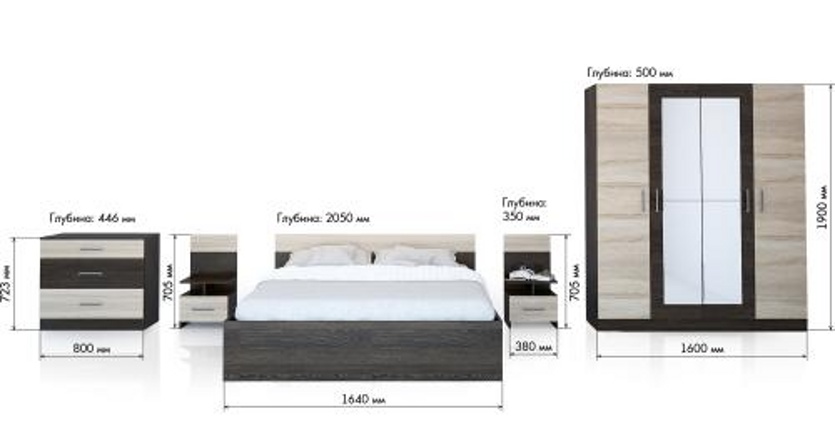 Глубина: 500 мм
1900 мм
1600 мм
Глубина: 446 мм
723 мм
800 мм
705 мм
Глубина: 2050 мм
1640 мм
Глубина:
350 мм
705 мм
380 мм